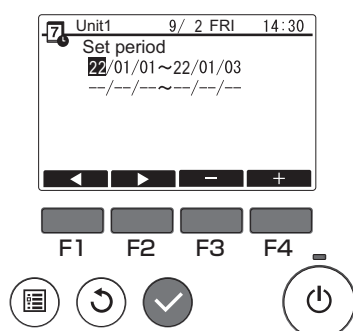 7 Unit1 9/ 2 FRI 14:30
Set period
22/01/01~22/01/03
--/--/--~--/--/--
− +
F1 F2 F3 F4